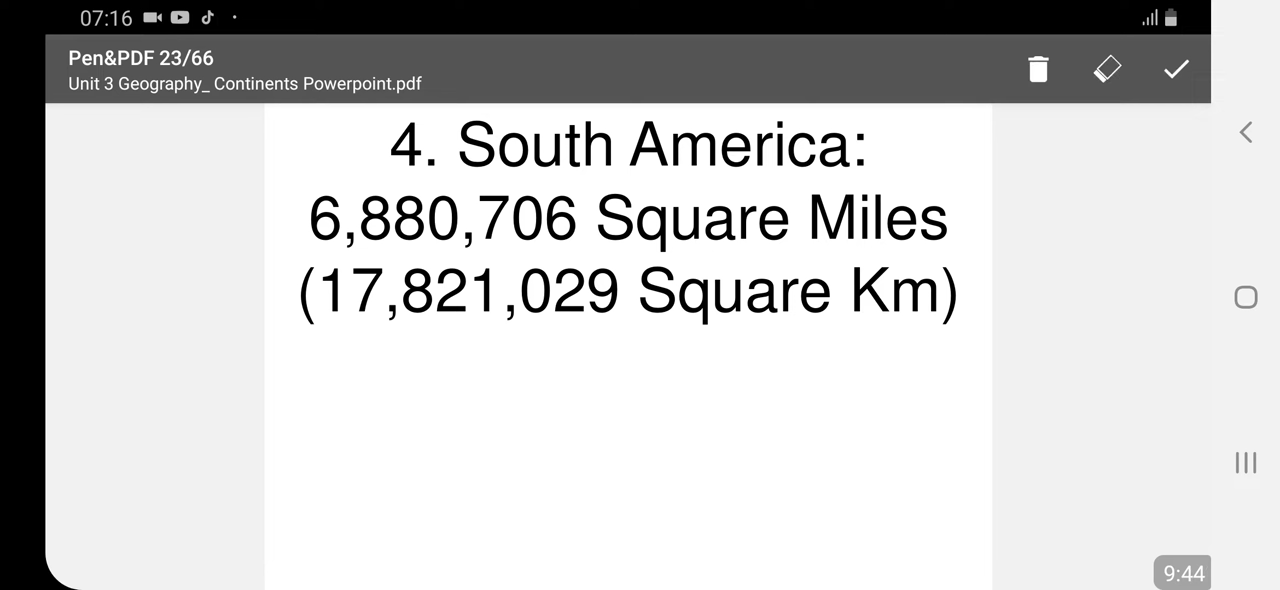 07:16
Pen&PDF 23/66
Unit 3 Geography_ Continents Powerpoint.pdf
4. South America:
6,880,706 Square Miles
(17,821,029 Square Km)
9:44